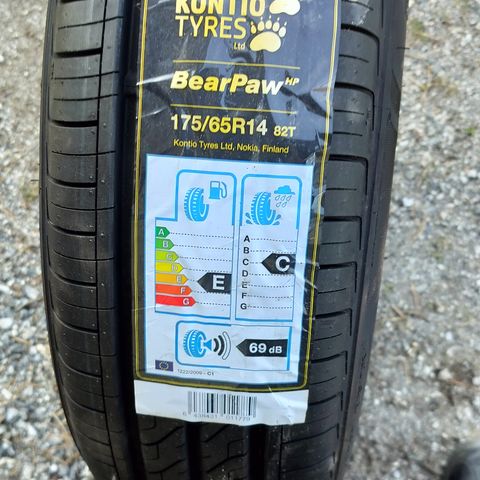 KONTIO
TYRES
Ltd
BearPaw HP
175/65R14 82T
Kontio Tyres Ltd, Nokia, Finland
A
B
C
D
E
F
G
E
A
B
C
D
E
F
G
C
69 dB
1222/2009 - C1